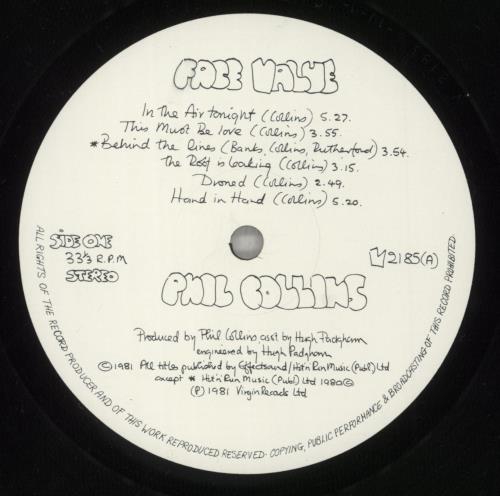 FACE VALUE
In the Air tonight (Collins) 5.27.
This Must Be love (Collins) 3.55.
*Behind the lines (Banks, Collins, Rutherford) 3.54.
The Roof is leaking (Collins) 3.15.
Droned (Collins) 2.49.
Hand in Hand (Collins) 5.20.
SIDE ONE
33⅓ R.P.M
STEREO
V2185(A)
PHIL COLLINS
Produced by Phil Collins, asst by Hugh Padgham
engineered by Hugh Padgham
©1981 All titles published by Effectsound/Hit'n'Run Music (Publ) Ltd
except * Hit'n'Run Music (Publ) Ltd 1980©
(P) 1981 Virgin Records Ltd
ALL RIGHTS OF THE RECORD PRODUCER AND OF THIS WORK REPRODUCED RESERVED. COPYING, PUBLIC PERFORMANCE & BROADCASTING OF THIS RECORD PROHIBITED.